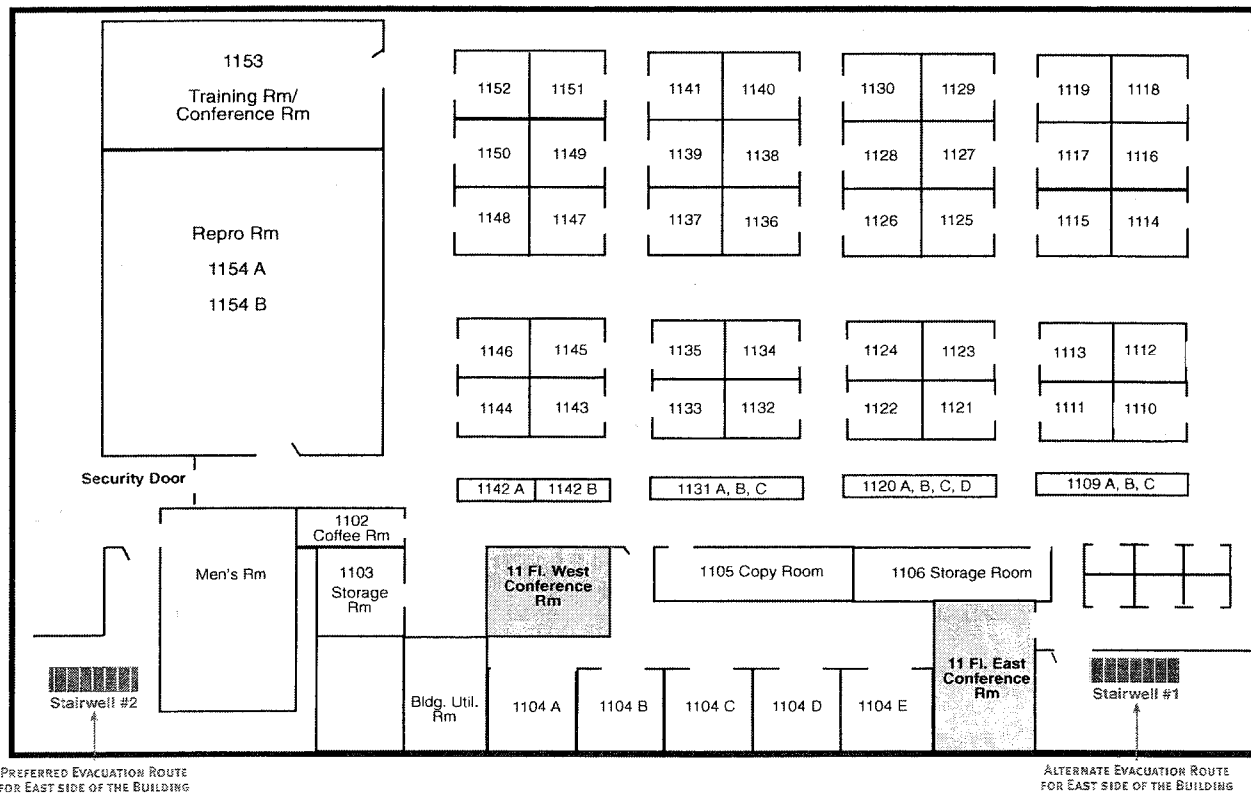 1153
Training Rm/
Conference Rm
Repro Rm
1154 A
1154 B
1152 1151
1150 1149
1148 1147
1141 1140
1139 1138
1137 1136
1130 1129
1128 1127
1126 1125
1119 1118
1117 1116
1115 1114
1146 1145
1144 1143
1135 1134
1133 1132
1124 1123
1122 1121
1113 1112
1111 1110
Security Door
1142 A 1142 B
1131 A, B, C
1120 A, B, C, D
1109 A, B, C
Men's Rm
1102
Coffee Rm
1103
Storage
Rm
11 Fl. West
Conference
Rm
1105 Copy Room
1106 Storage Room
Bldg. Util.
Rm
1104 A
1104 B
1104 C
1104 D
1104 E
11 Fl. East
Conference
Rm
Stairwell #2
Stairwell #1
PREFERRED EVACUATION ROUTE
FOR EAST SIDE OF THE BUILDING
ALTERNATE EVACUATION ROUTE
FOR EAST SIDE OF THE BUILDING